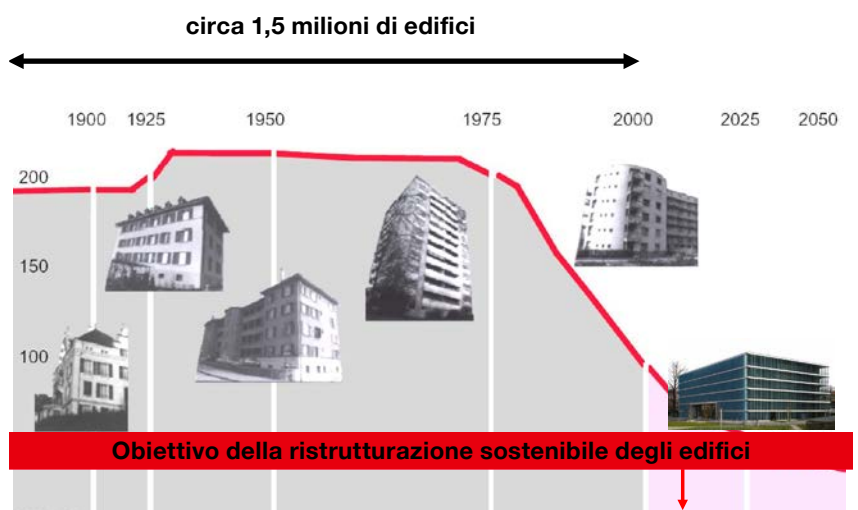 circa 1,5 milioni di edifici
1900 1925 1950 1975 2000 2025 2050
200
150
100
Obiettivo della ristrutturazione sostenibile degli edifici